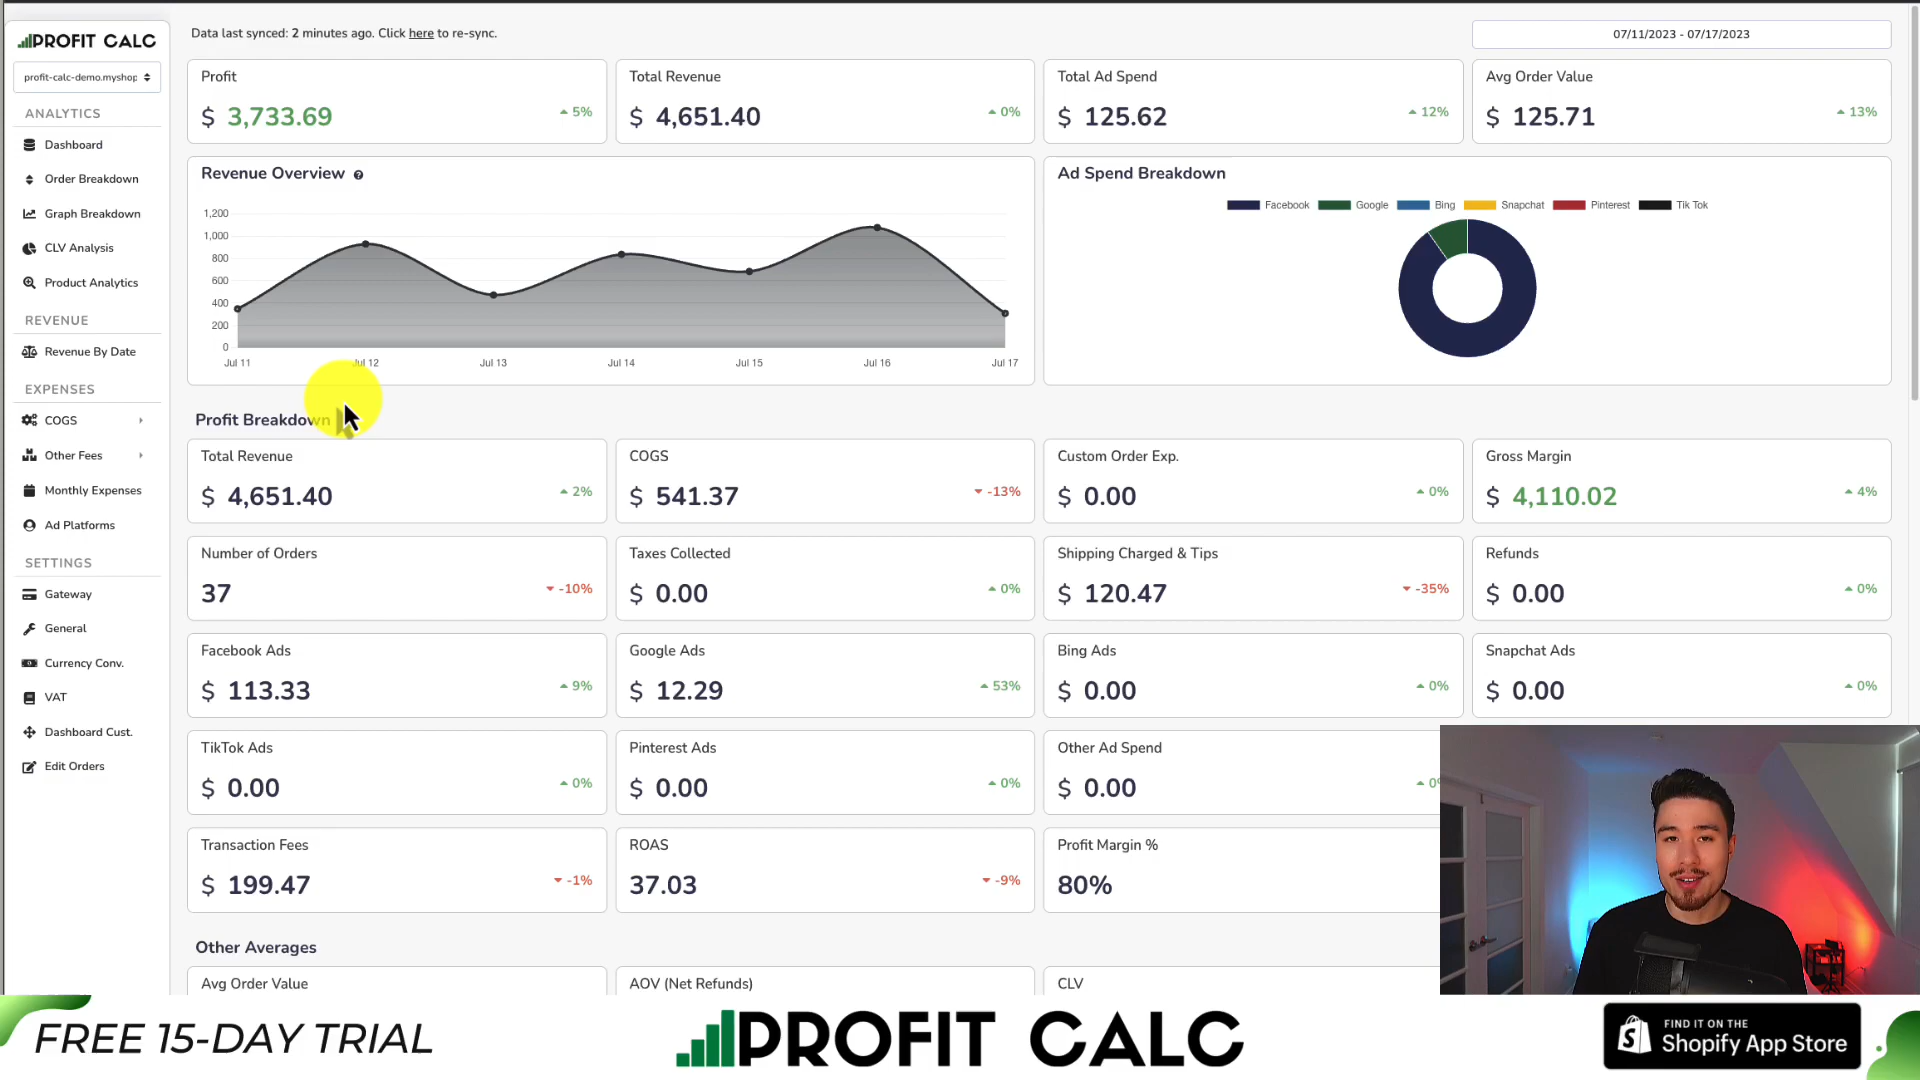 PROFIT CALC
profit-calc-demo.myshop
ANALYTICS
Dashboard
Order Breakdown
Graph Breakdown
CLV Analysis
Product Analytics
REVENUE
Revenue By Date
EXPENSES
COGS
Other Fees
Monthly Expenses
Ad Platforms
SETTINGS
Gateway
General
Currency Conv.
VAT
Dashboard Cust.
Edit Orders
Data last synced: 2 minutes ago. Click here to re-sync.
07/11/2023 - 07/17/2023
Profit
$ 3,733.69
5%
Total Revenue
$ 4,651.40
0%
Total Ad Spend
$ 125.62
12%
Avg Order Value
$ 125.71
13%
Revenue Overview
1,200
1,000
800
600
400
200
0
Jul 11 Jul 12 Jul 13 Jul 14 Jul 15 Jul 16 Jul 17
Ad Spend Breakdown
Facebook Google Bing Snapchat Pinterest Tik Tok
Profit Breakdown
Total Revenue
$ 4,651.40
2%
COGS
$ 541.37
-13%
Custom Order Exp.
$ 0.00
0%
Gross Margin
$ 4,110.02
4%
Number of Orders
37
-10%
Taxes Collected
$ 0.00
0%
Shipping Charged & Tips
$ 120.47
-35%
Refunds
$ 0.00
0%
Facebook Ads
$ 113.33
9%
Google Ads
$ 12.29
53%
Bing Ads
$ 0.00
0%
Snapchat Ads
$ 0.00
0%
TikTok Ads
$ 0.00
0%
Pinterest Ads
$ 0.00
0%
Other Ad Spend
$ 0.00
0%
Transaction Fees
$ 199.47
-1%
ROAS
37.03
-9%
Profit Margin %
80%
Other Averages
Avg Order Value
AOV (Net Refunds)
CLV
FREE 15-DAY TRIAL
PROFIT CALC
FIND IT ON THE
Shopify App Store